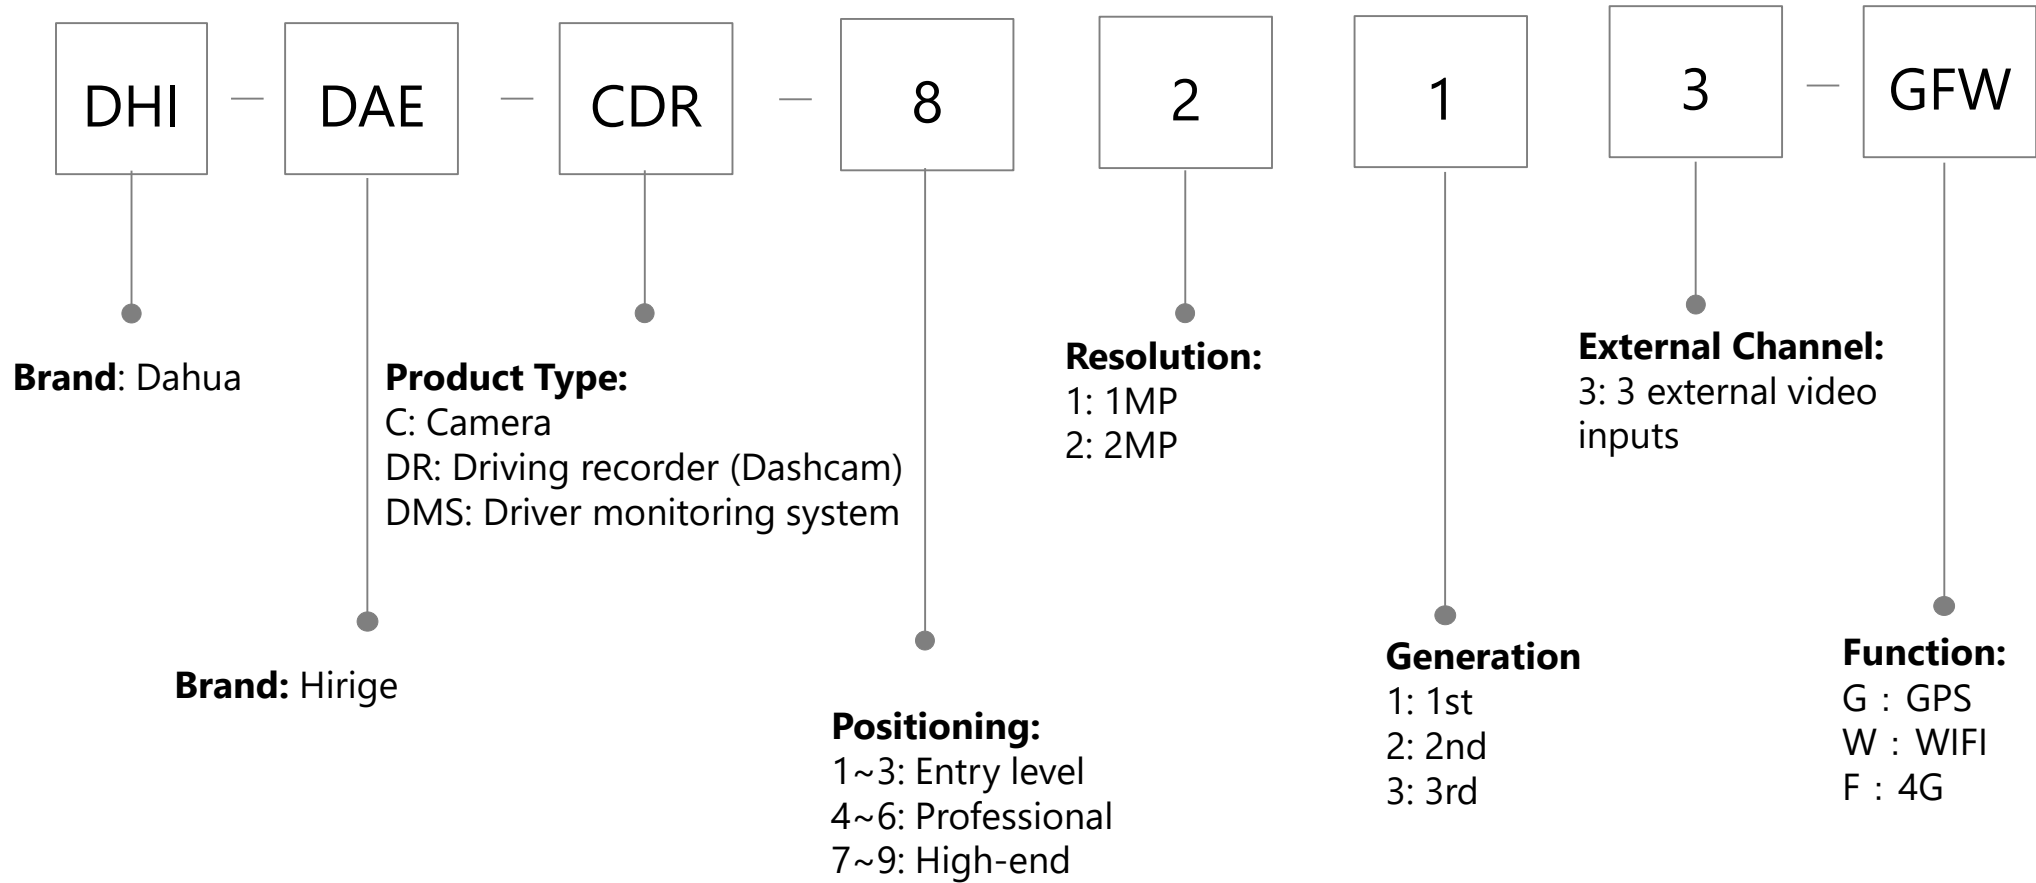 DHI — DAE — CDR — 8 2 1 3 — GFW
Brand: Dahua
Product Type:
C: Camera
DR: Driving recorder (Dashcam)
DMS: Driver monitoring system
Resolution:
1: 1MP
2: 2MP
External Channel:
3: 3 external video
inputs
Brand: Hirige
Positioning:
1~3: Entry level
4~6: Professional
7~9: High-end
Generation
1: 1st
2: 2nd
3: 3rd
Function:
G：GPS
W：WIFI
F：4G